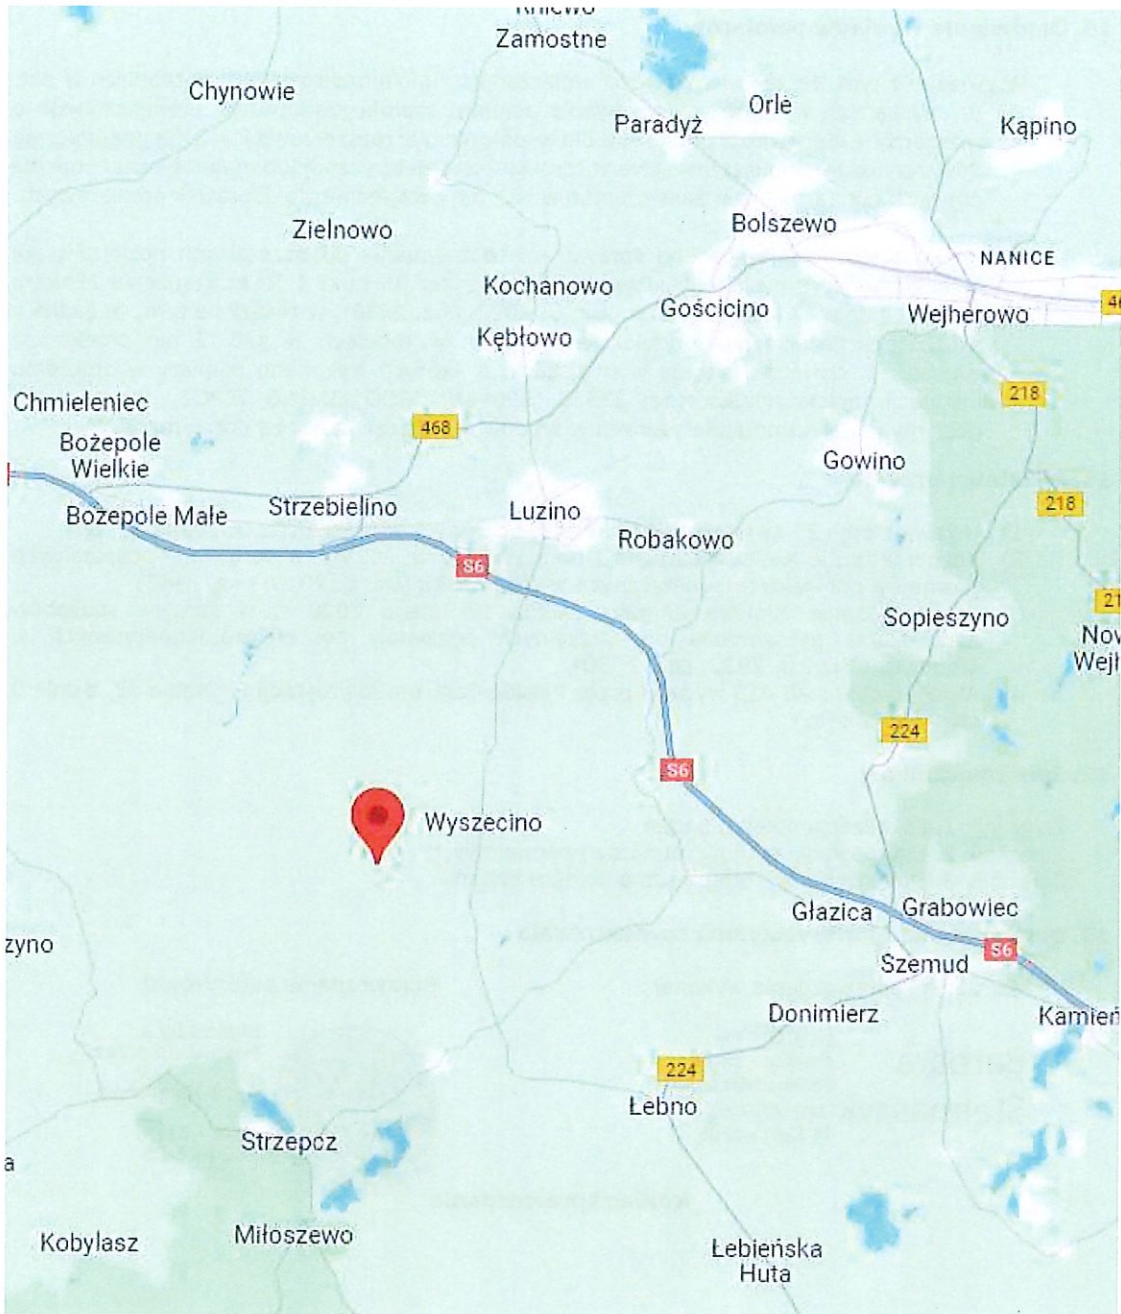 Zamostne
Chynowie
Orle
Paradyż
Kąpino
Bolszewo
Zielnowo
NANICE
Kochanowo
Gościcino
Wejherowo
Kębłowo
218
Chmieleniec
468
Bożepole
Wielkie
Gowino
Strzebielino
Luzino
218
Bożepole Małe
Robakowo
S6
Sopieszyno
224
S6
Wyszecino
Głazica
Grabowiec
S6
Szemud
Donimierz
224
Łebno
Strzepcz
Miłoszewo
Kobylasz
Łebieńska
Huta